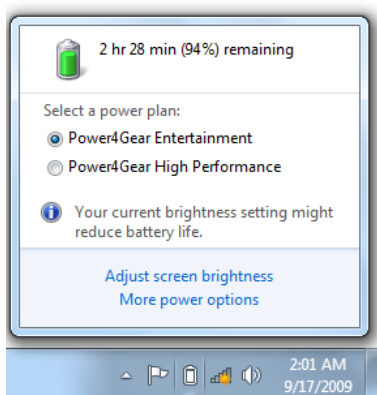 2 hr 28 min (94%) remaining
Select a power plan:
Power4Gear Entertainment
Power4Gear High Performance
Your current brightness setting might
reduce battery life.
Adjust screen brightness
More power options
2:01 AM
9/17/2009